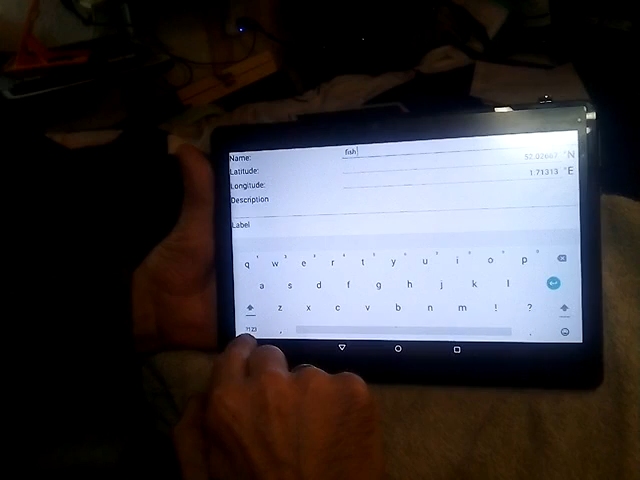 Name: fish
Latitude: 52.02667 °N
Longitude: 1.71313 °E
Description
Label
q w e r t y u i o p
a s d f g h j k l
z x c v b n m ! ?
?123 , .